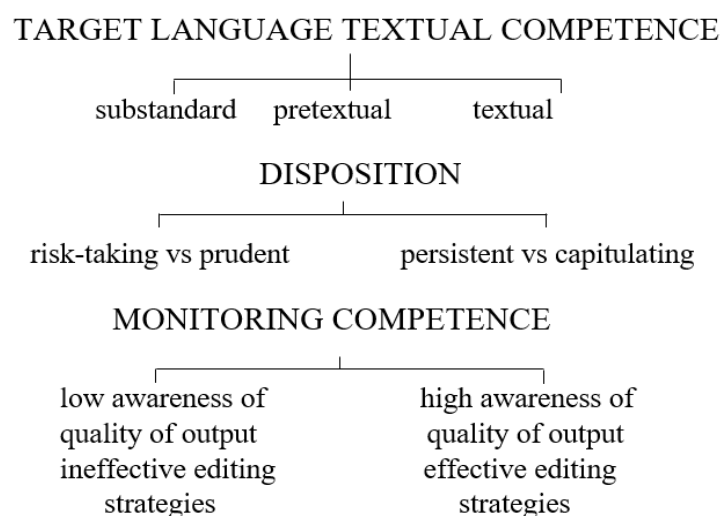 TARGET LANGUAGE TEXTUAL COMPETENCE
substandard pretextual textual
DISPOSITION
risk-taking vs prudent persistent vs capitulating
MONITORING COMPETENCE
low awareness of high awareness of
quality of output quality of output
ineffective editing effective editing
strategies strategies